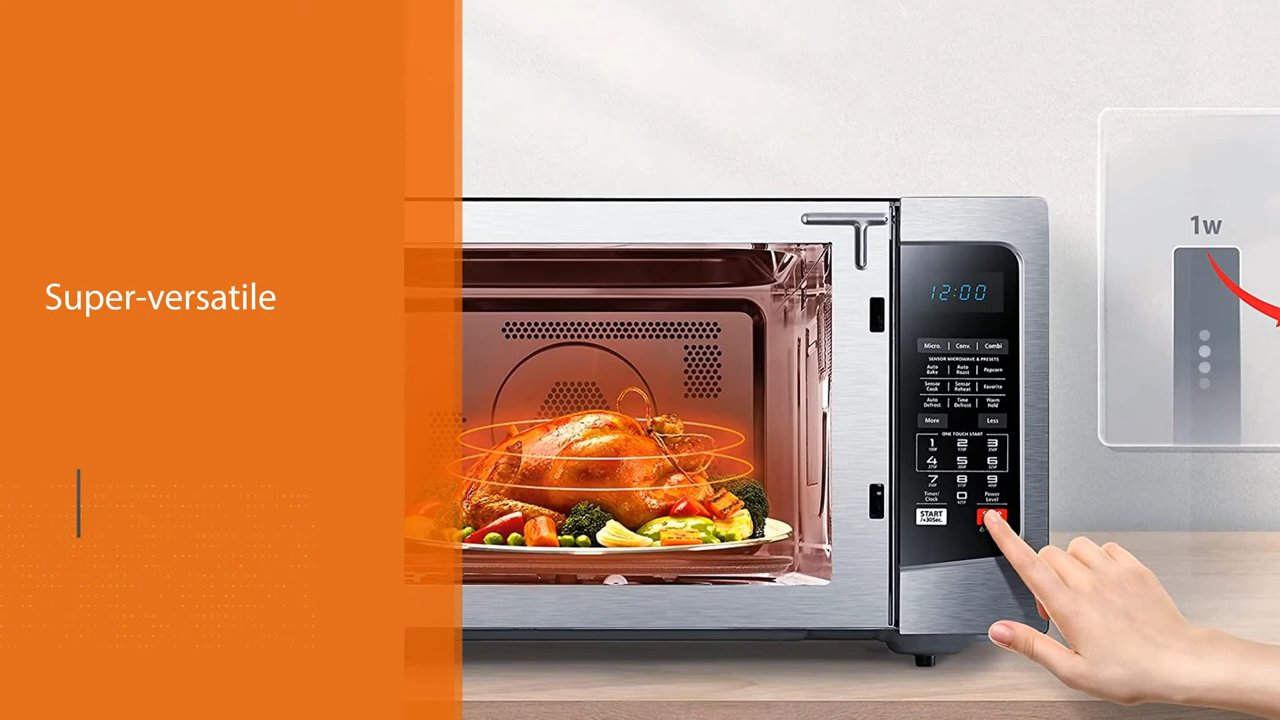 Super-versatile
1w
12:00
Micro. | Conv. | Combi
SENSOR MICROWAVE & PRESETS
Auto Bake | Auto Roast | Popcorn
Sensor Cook | Sensor Reheat | Favorite
Auto Defrost | Time Defrost | Warm Hold
More Less
ONE TOUCH START
1 2 3
4 5 6
7 8 9
Timer/Clock 0 Power Level
START
/+30Sec.